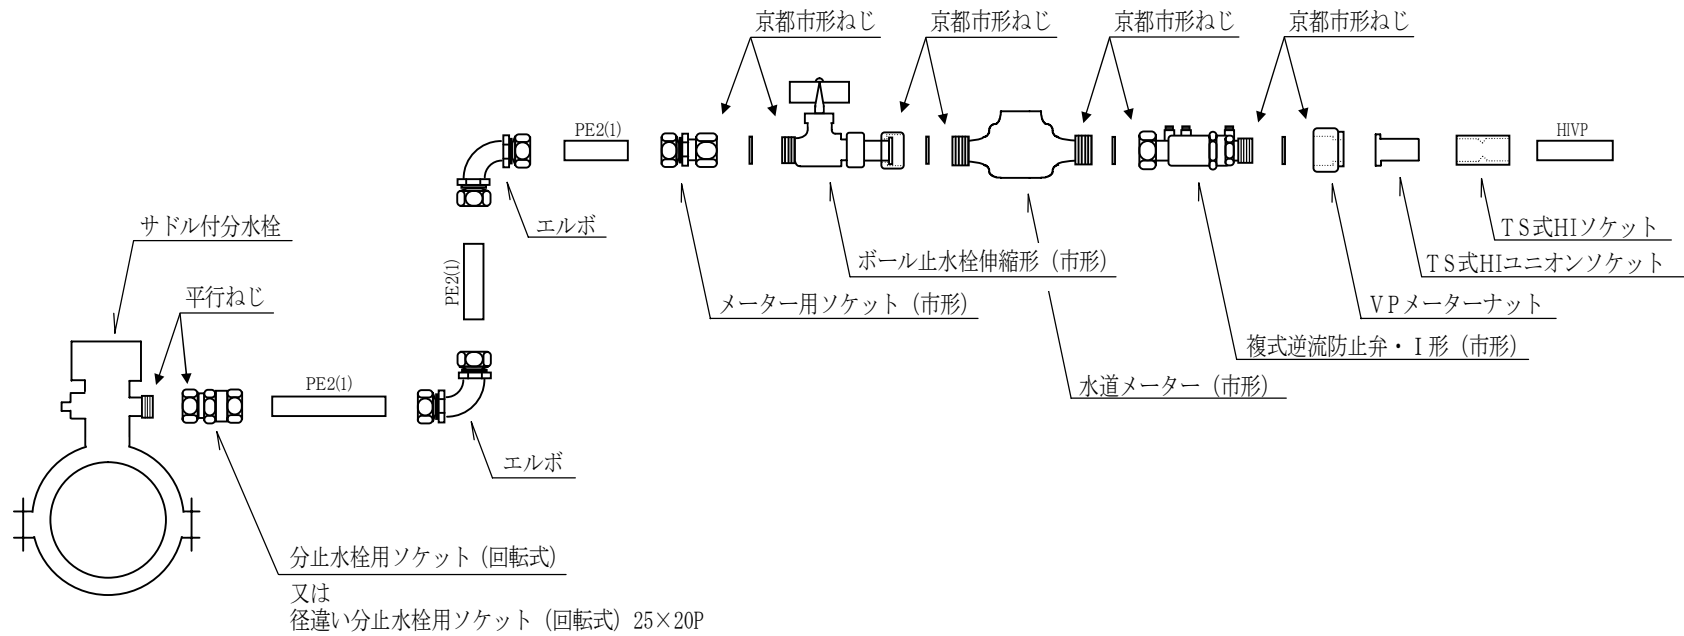 京都市形ねじ
京都市形ねじ
京都市形ねじ
京都市形ねじ
PE2(1)
HIVP
サドル付分水栓
エルボ
TS式HIソケット
ボール止水栓伸縮形（市形）
TS式HIユニオンソケット
PE2(1)
平行ねじ
メーター用ソケット（市形）
VPメーターナット
複式逆流防止弁・I形（市形）
PE2(1)
水道メーター（市形）
エルボ
分止水栓用ソケット（回転式）
又は
径違い分止水栓用ソケット（回転式）25×20P